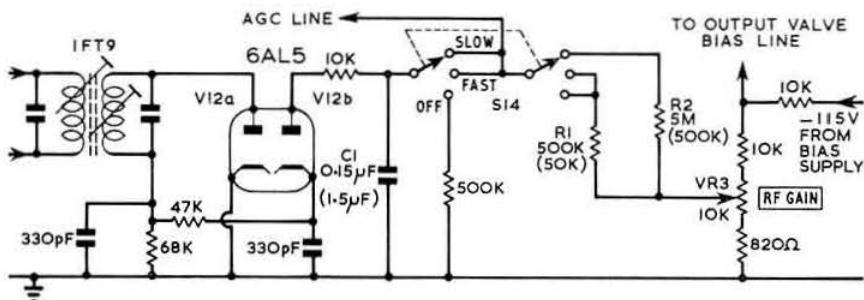 AGC LINE
TO OUTPUT VALVE
BIAS LINE
IFT9
6AL5
10K
SLOW
FAST
S14
OFF
V12a
V12b
R2
5M
(500K)
10K
—115V
FROM
BIAS
SUPPLY
R1
500K
(50K)
C1
0·15µF
(1·5µF)
500K
10K
VR3
10K
RF GAIN
47K
330pF
68K
330pF
820Ω